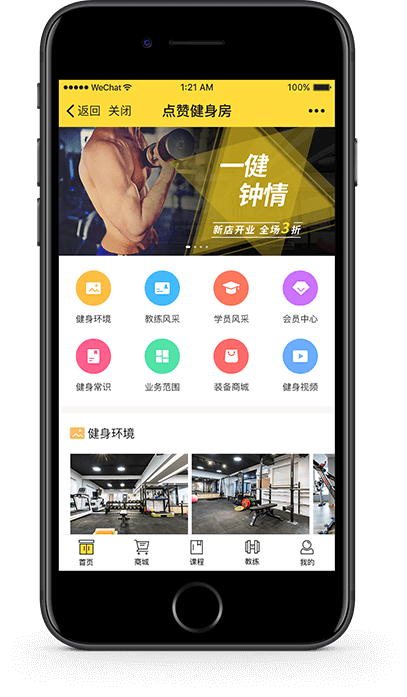 WeChat 1:21 AM 100%
返回 关闭 点赞健身房
一健
钟情
新店开业 全场3折
健身环境 教练风采 学员风采 会员中心
健身常识 业务范围 装备商城 健身视频
健身环境
首页 商城 课程 教练 我的